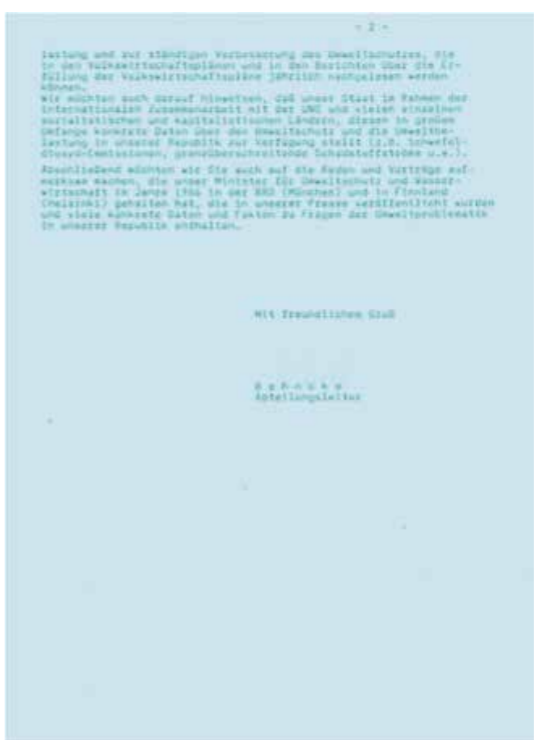 - 2 -
lastung und zur ständigen Verbesserung des Umweltschutzes, die
in den Volkswirtschaftsplänen und in den Berichten über die Er-
füllung der Volkswirtschaftspläne jährlich nachgelesen werden
können.
Wir möchten auch darauf hinweisen, daß unser Staat im Rahmen der
internationalen Zusammenarbeit mit der UNO und vielen einzelnen
sozialistischen und kapitalistischen Ländern, diesen in großem
Umfange konkrete Daten über den Umweltschutz und die Umweltbe-
lastung in unserer Republik zur Verfügung stellt (z.B. Schwefel-
dioxyd-Emissionen, grenzüberschreitende Schadstoffströme u.a.).
Abschließend möchten wir Sie auch auf die Reden und Vorträge auf-
merksam machen, die unser Minister für Umweltschutz und Wasser-
wirtschaft im Jahre in der BRD (München) und in Finnland
(Helsinki) gehalten hat, die in unserer Presse veröffentlicht wurden
und viele konkrete Daten und Fakten zu Fragen der Umweltproblematik
in unserer Republik enthalten.
Mit freundlichem Gruß
Abteilungsleiter